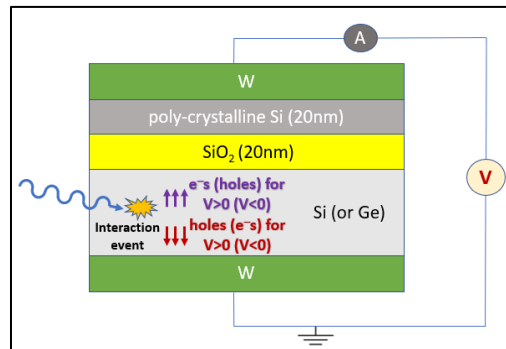 A
W
poly-crystalline Si (20nm)
SiO₂ (20nm)
V
e⁻s (holes) for
V>0 (V<0)
Si (or Ge)
Interaction
event
holes (e⁻s) for
V>0 (V<0)
W